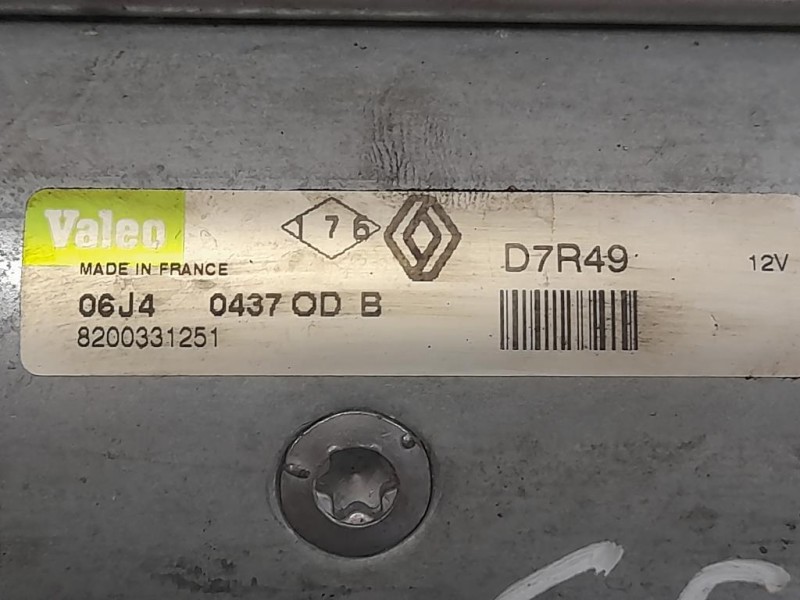 Valeo
176
D7R49
12V
MADE IN FRANCE
06J4 0437 OD B
8200331251